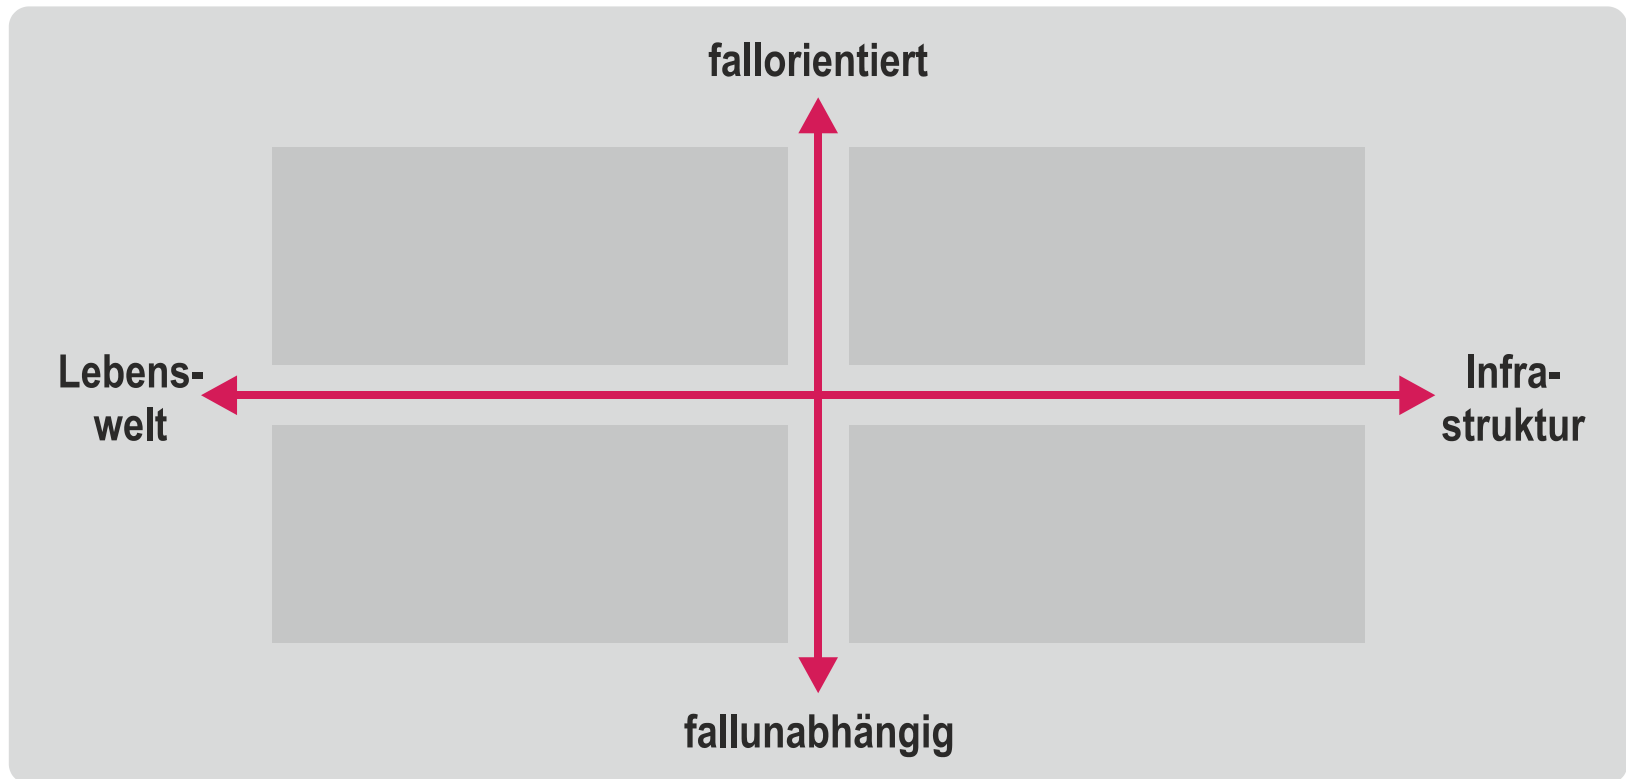 fallorientiert
Lebens-
welt
Infra-
struktur
fallunabhängig